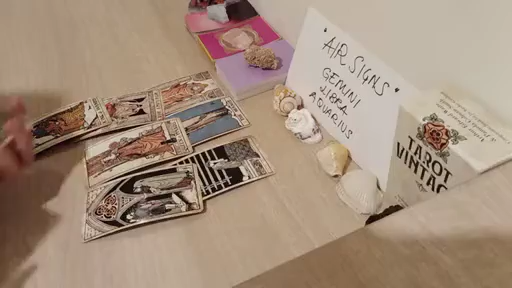 "AIR SIGNS"
GEMINI
LIBRA
AQUARIUS
TAROT
VINTAG